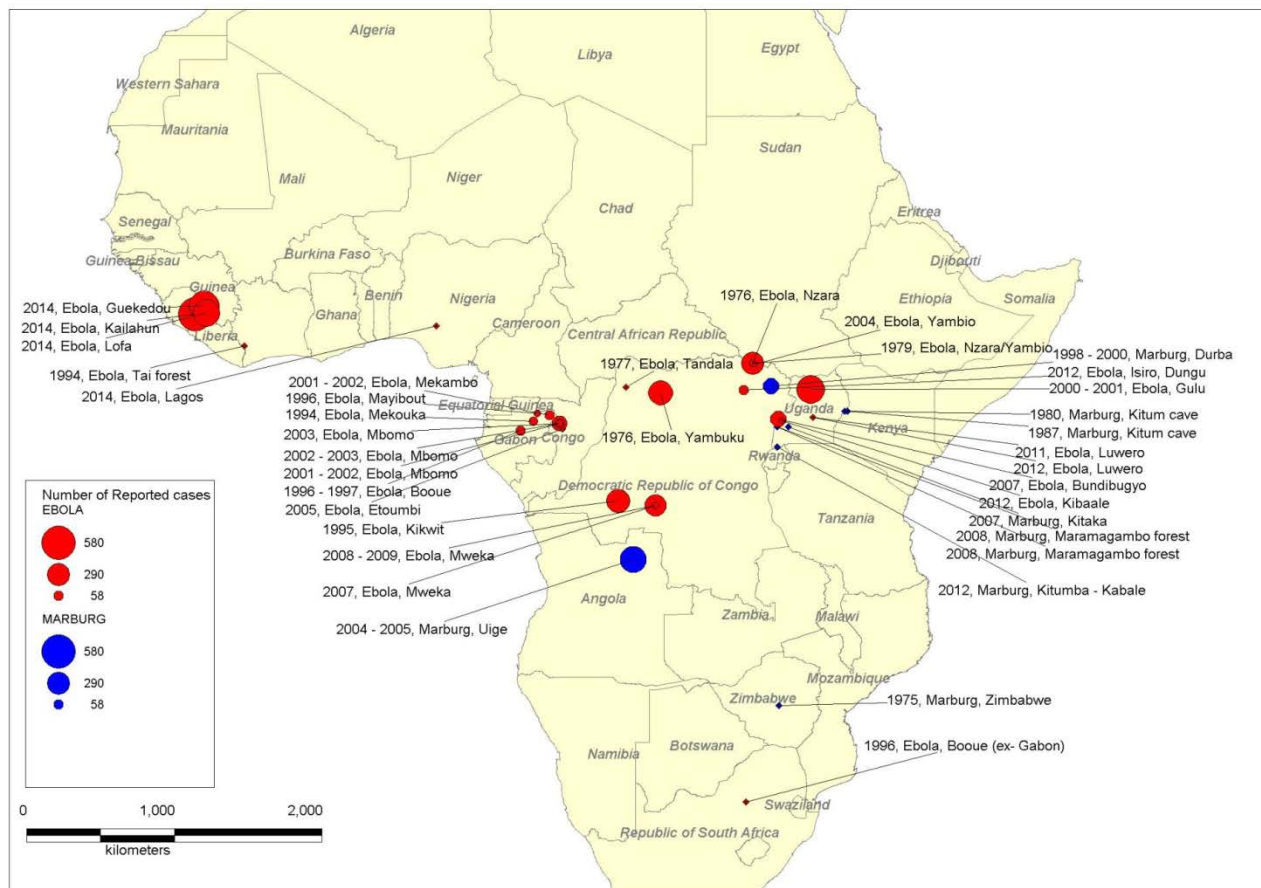 Algeria
Libya
Egypt
Western Sahara
Mauritania
Mali
Niger
Chad
Sudan
Eritrea
Senegal
Burkina Faso
Djibouti
Guinea Bissau
Guinea
Benin
Nigeria
Ghana
Ethiopia
Somalia
Cameroon
Central African Republic
Liberia
2014, Ebola, Guekedou
2014, Ebola, Kailahun
2014, Ebola, Lofa
1994, Ebola, Tai forest
2014, Ebola, Lagos
1976, Ebola, Nzara
2004, Ebola, Yambio
1979, Ebola, Nzara/Yambio
1998 - 2000, Marburg, Durba
2012, Ebola, Isiro, Dungu
2000 - 2001, Ebola, Gulu
1977, Ebola, Tandala
1976, Ebola, Yambuku
2001 - 2002, Ebola, Mekambo
1996, Ebola, Mayibout
1994, Ebola, Mekouka
2003, Ebola, Mbomo
2002 - 2003, Ebola, Mbomo
2001 - 2002, Ebola, Mbomo
1996 - 1997, Ebola, Booue
2005, Ebola, Etoumbi
Equatorial Guinea
Gabon
Congo
Uganda
Kenya
Rwanda
1980, Marburg, Kitum cave
1987, Marburg, Kitum cave
2011, Ebola, Luwero
2012, Ebola, Luwero
2007, Ebola, Bundibugyo
2012, Ebola, Kibaale
2007, Marburg, Kitaka
2008, Marburg, Maramagambo forest
2008, Marburg, Maramagambo forest
2012, Marburg, Kitumba - Kabale
Democratic Republic of Congo
Tanzania
1995, Ebola, Kikwit
2008 - 2009, Ebola, Mweka
2007, Ebola, Mweka
2004 - 2005, Marburg, Uige
Angola
Zambia
Malawi
Mozambique
Zimbabwe
1975, Marburg, Zimbabwe
1996, Ebola, Booue (ex- Gabon)
Namibia
Botswana
Swaziland
Republic of South Africa
Number of Reported cases
EBOLA
580
290
58
MARBURG
580
290
58
0 1,000 2,000
kilometers